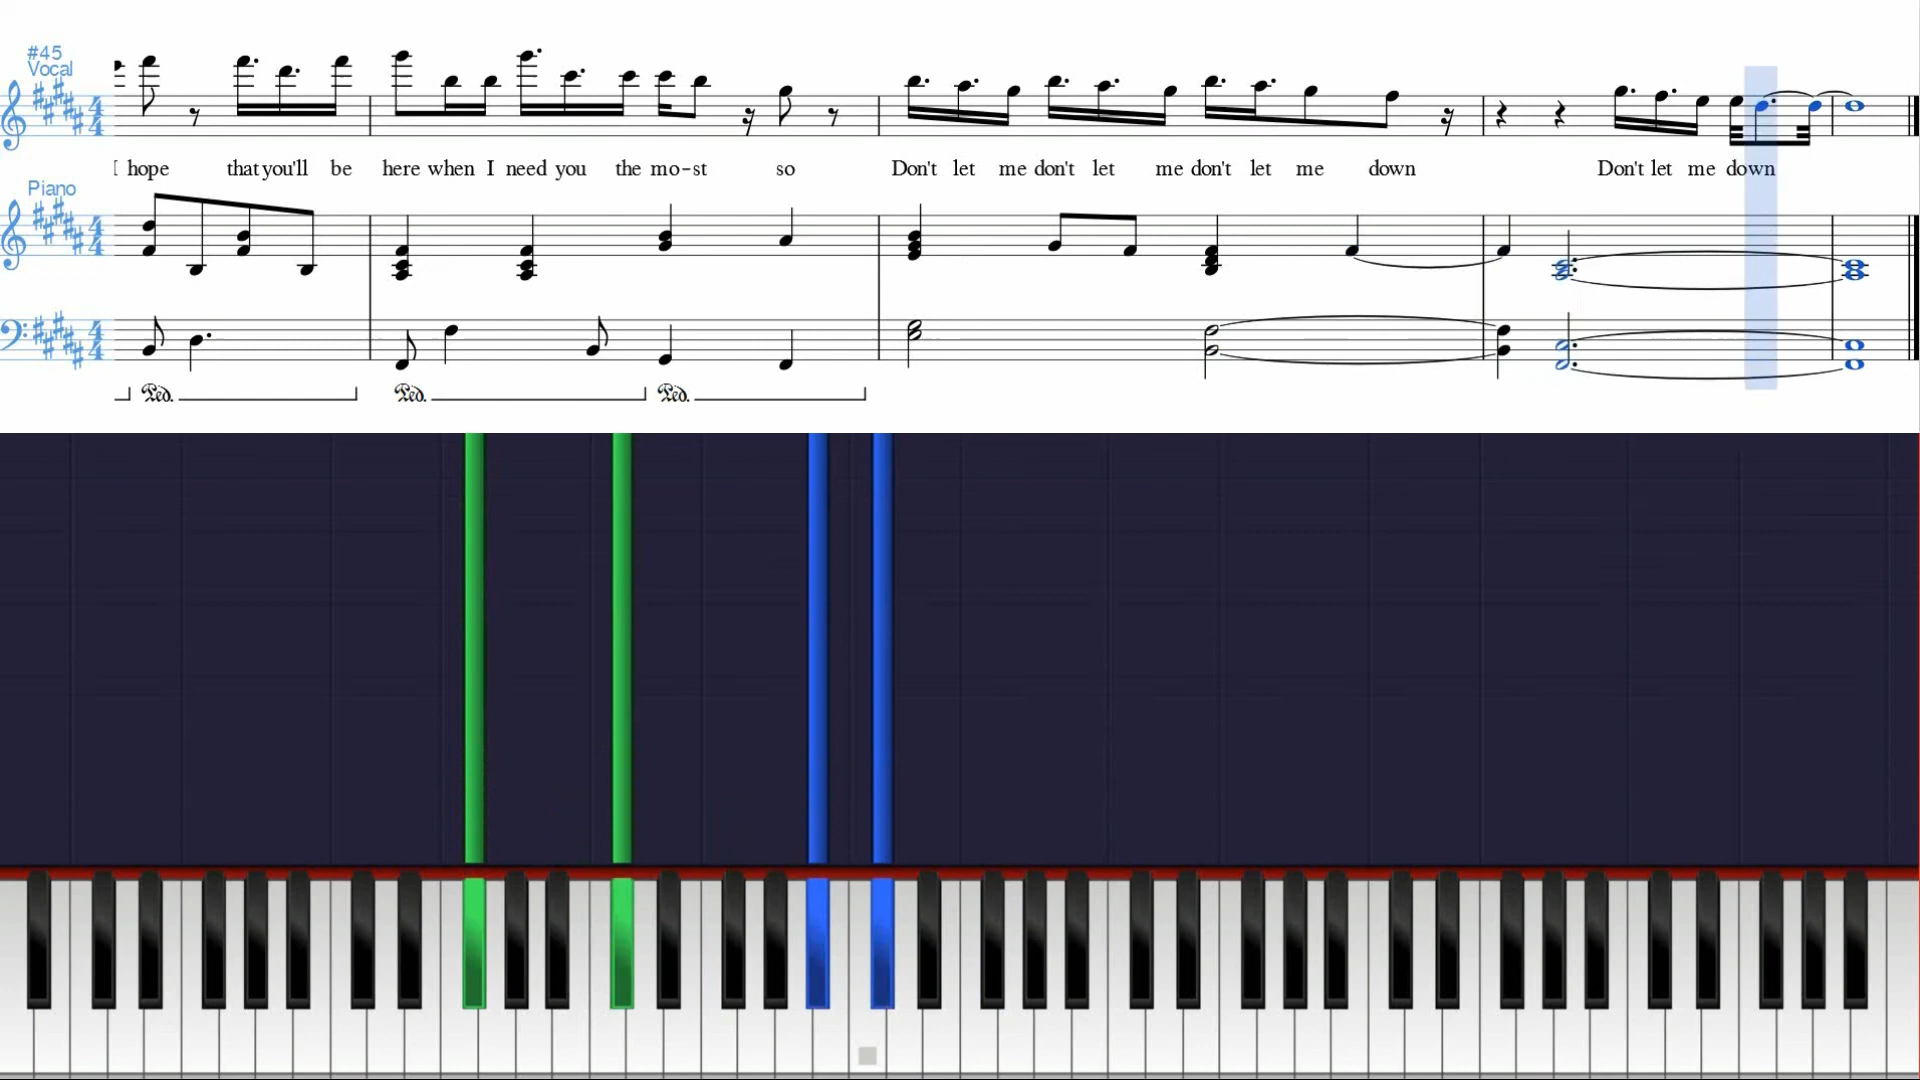 #45
Vocal
I hope that you'll be here when I need you the mo-st so Don't let me don't let me don't let me down Don't let me down
Piano
Ped. Ped. Ped.